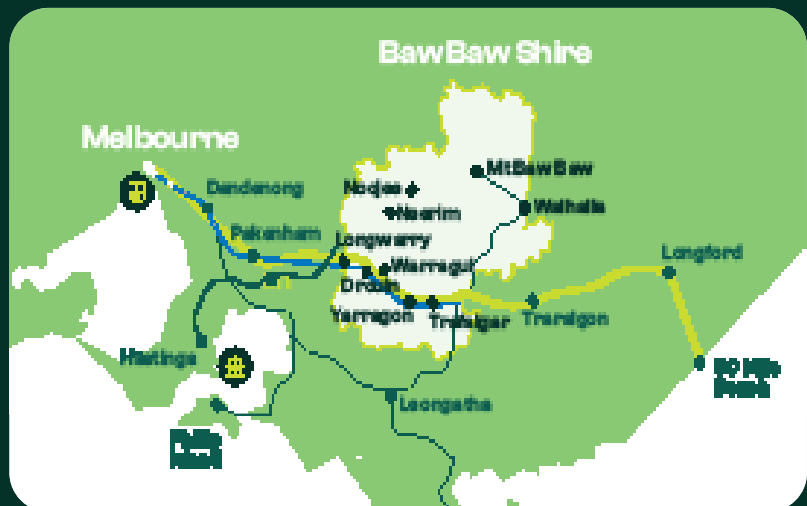 Baw Baw Shire
Melbourne
Mt Baw Baw
Dandenong
Noojee
Neerim
Walhalla
Pakenham
Longwarry
Longford
Warragul
Drouin
Yarragon
Trafalgar
Traralgon
Hastings
Leongatha
90 Mile
Beach